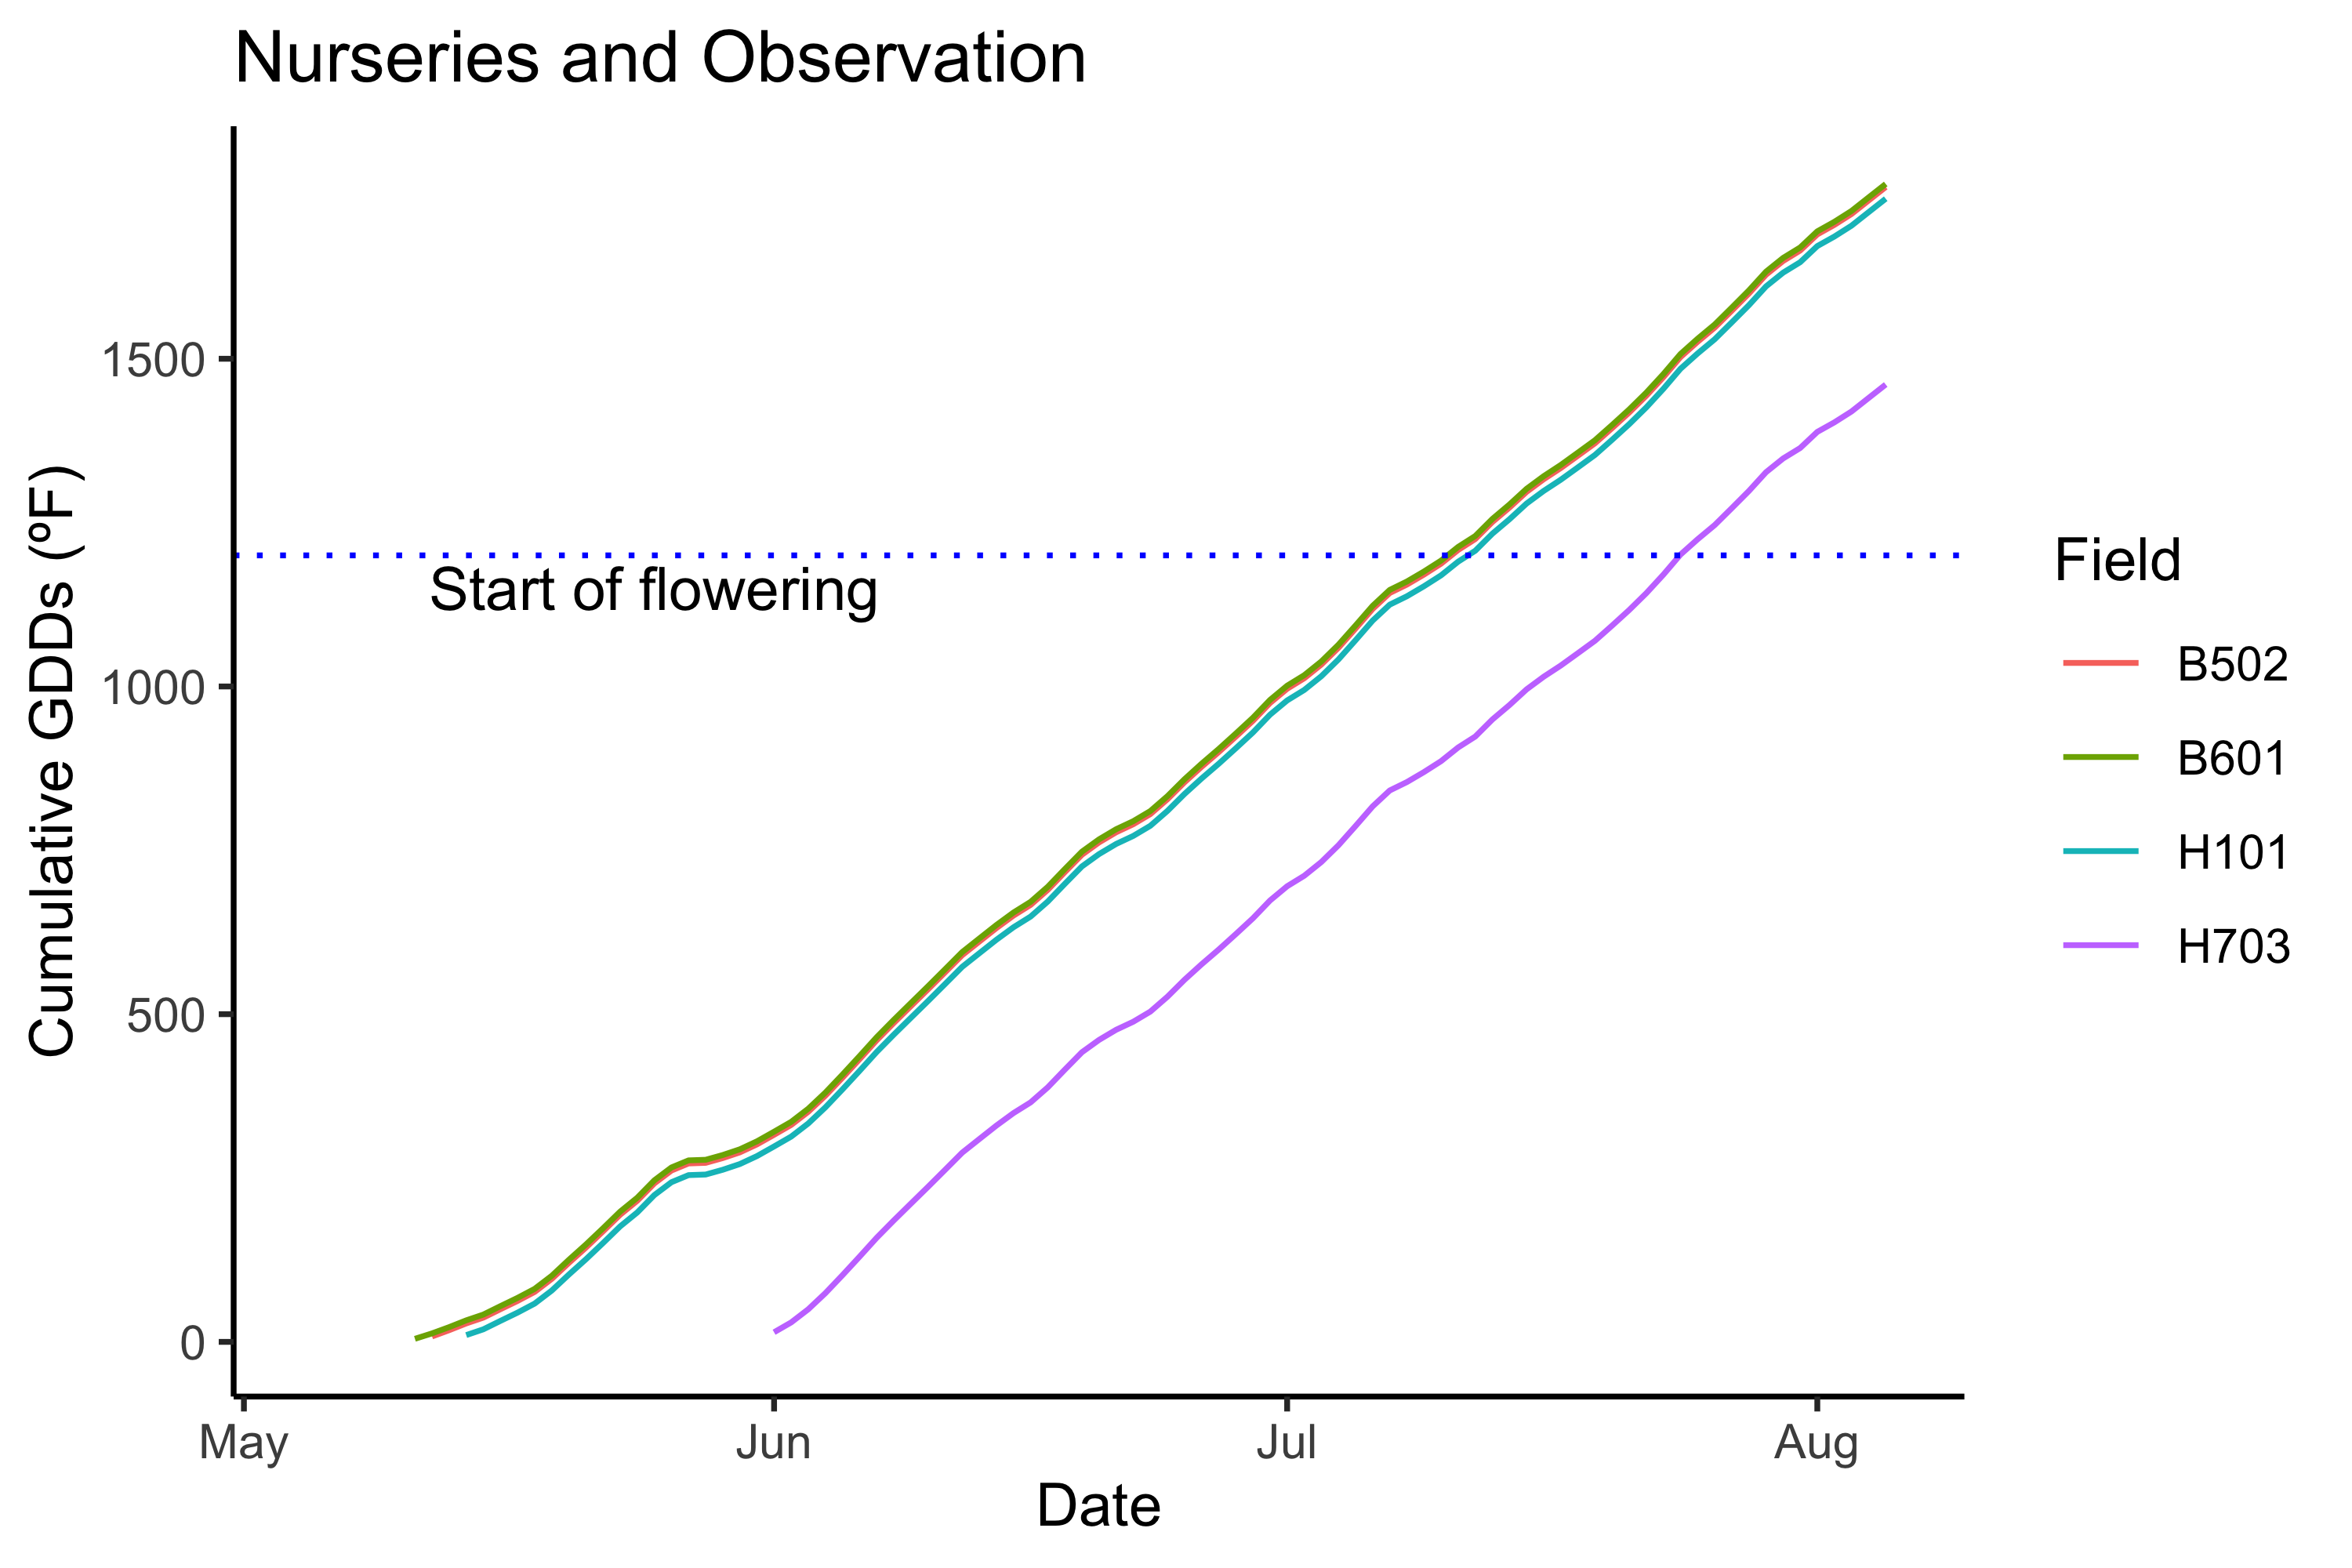 Nurseries and Observation
Cumulative GDDs (ºF)
1500
1000
500
0
Start of flowering
May
Jun
Jul
Aug
Date
Field
B502
B601
H101
H703